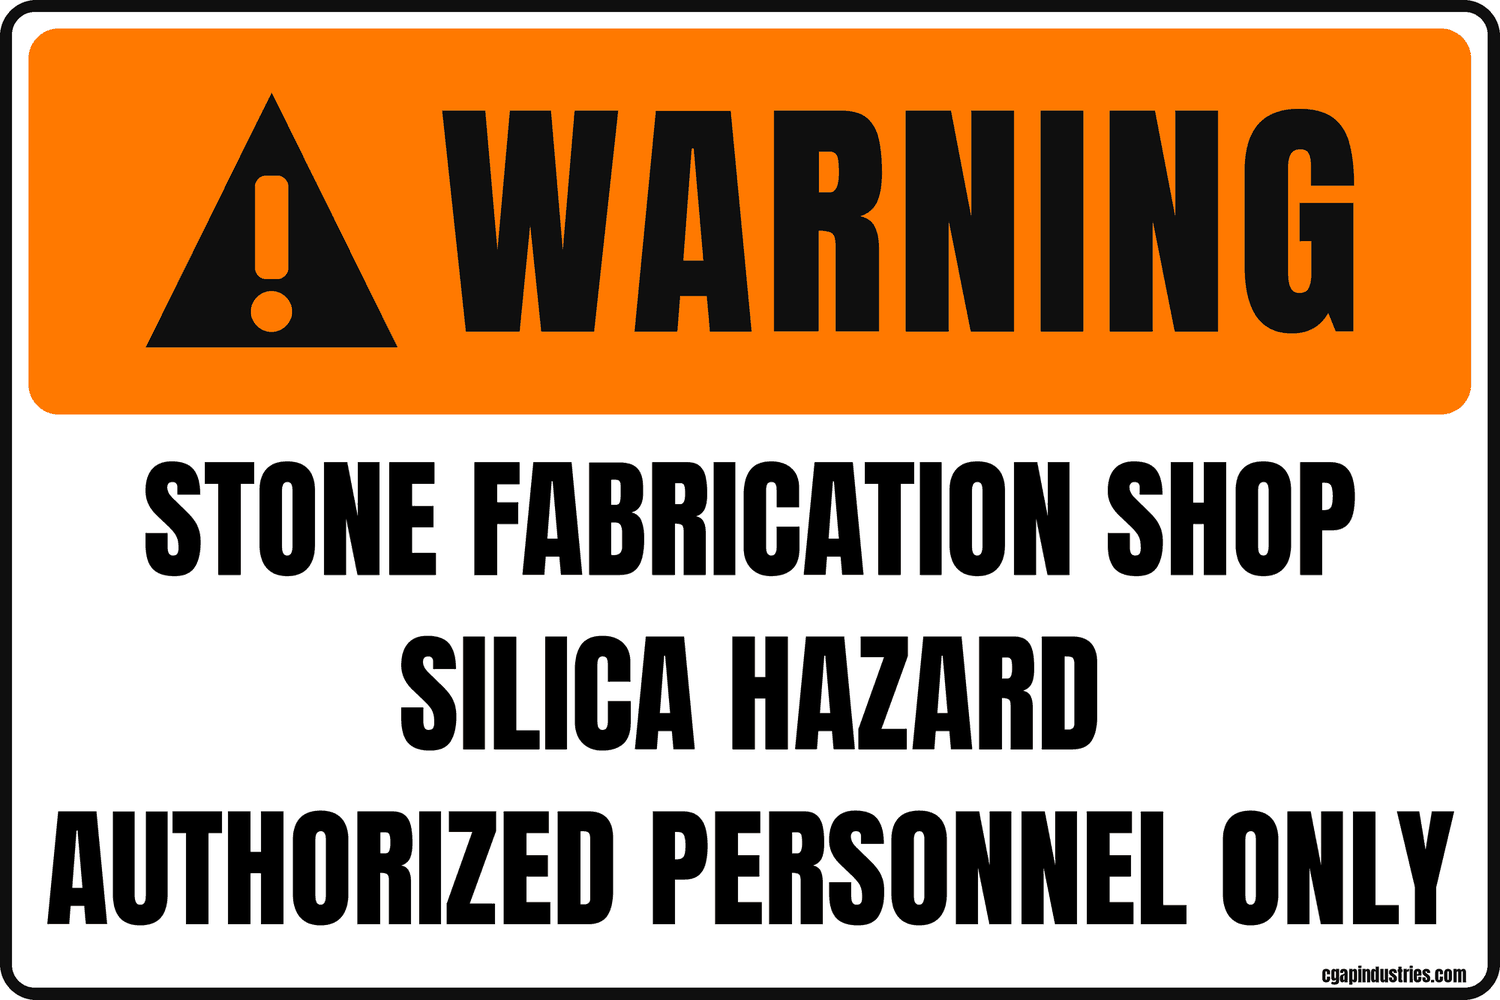 WARNING
STONE FABRICATION SHOP
SILICA HAZARD
AUTHORIZED PERSONNEL ONLY
cgapindustries.com